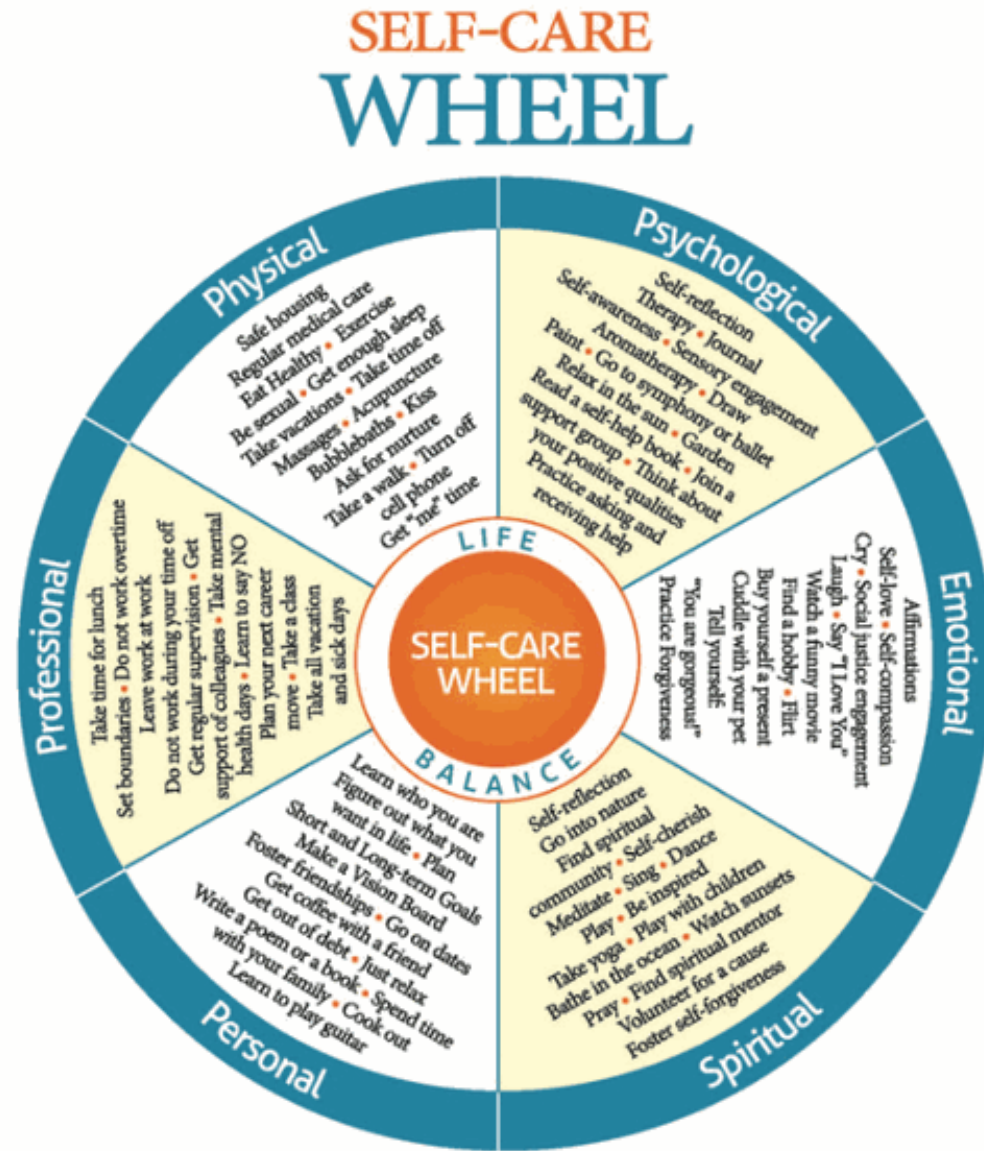 SELF-CARE
WHEEL
Physical
Safe housing
Regular medical care
Eat Healthy • Exercise
Be sexual • Get enough sleep
Take vacations • Take time off
Massages • Acupuncture
Bubblebaths • Kiss
Ask for nurture
Take a walk • Turn off
cell phone
Get "me" time
Psychological
Self-reflection
Therapy • Journal
Self-awareness • Sensory engagement
Aromatherapy • Draw
Paint • Go to symphony or ballet
Relax in the sun • Garden
Read a self-help book • Join a
support group • Think about
your positive qualities
Practice asking and
receiving help
Emotional
Affirmations
Self-love • Self-compassion
Cry • Social justice engagement
Laugh • Say "I Love You"
Watch a funny movie
Find a hobby • Flirt
Buy yourself a present
Cuddle with your pet
Tell yourself:
"You are gorgeous!"
Practice Forgiveness
Spiritual
Self-reflection
Go into nature
Find spiritual
community • Self-cherish
Meditate • Sing • Dance
Play • Be inspired
Take yoga • Play with children
Bathe in the ocean • Watch sunsets
Pray • Find spiritual mentor
Volunteer for a cause
Foster self-forgiveness
Personal
Learn who you are
Figure out what you
want in life • Plan
Short and Long-term Goals
Make a Vision Board
Foster friendships • Go on dates
Get coffee with a friend
Get out of debt • Just relax
Write a poem or a book • Spend time
with your family • Cook out
Learn to play guitar
Professional
Take time for lunch
Set boundaries • Do not work overtime
Leave work at work
Do not work during your time off
Get regular supervision • Get
support of colleagues • Take mental
health days • Learn to say NO
Plan your next career
move • Take a class
Take all vacation
and sick days
LIFE
SELF-CARE
WHEEL
BALANCE